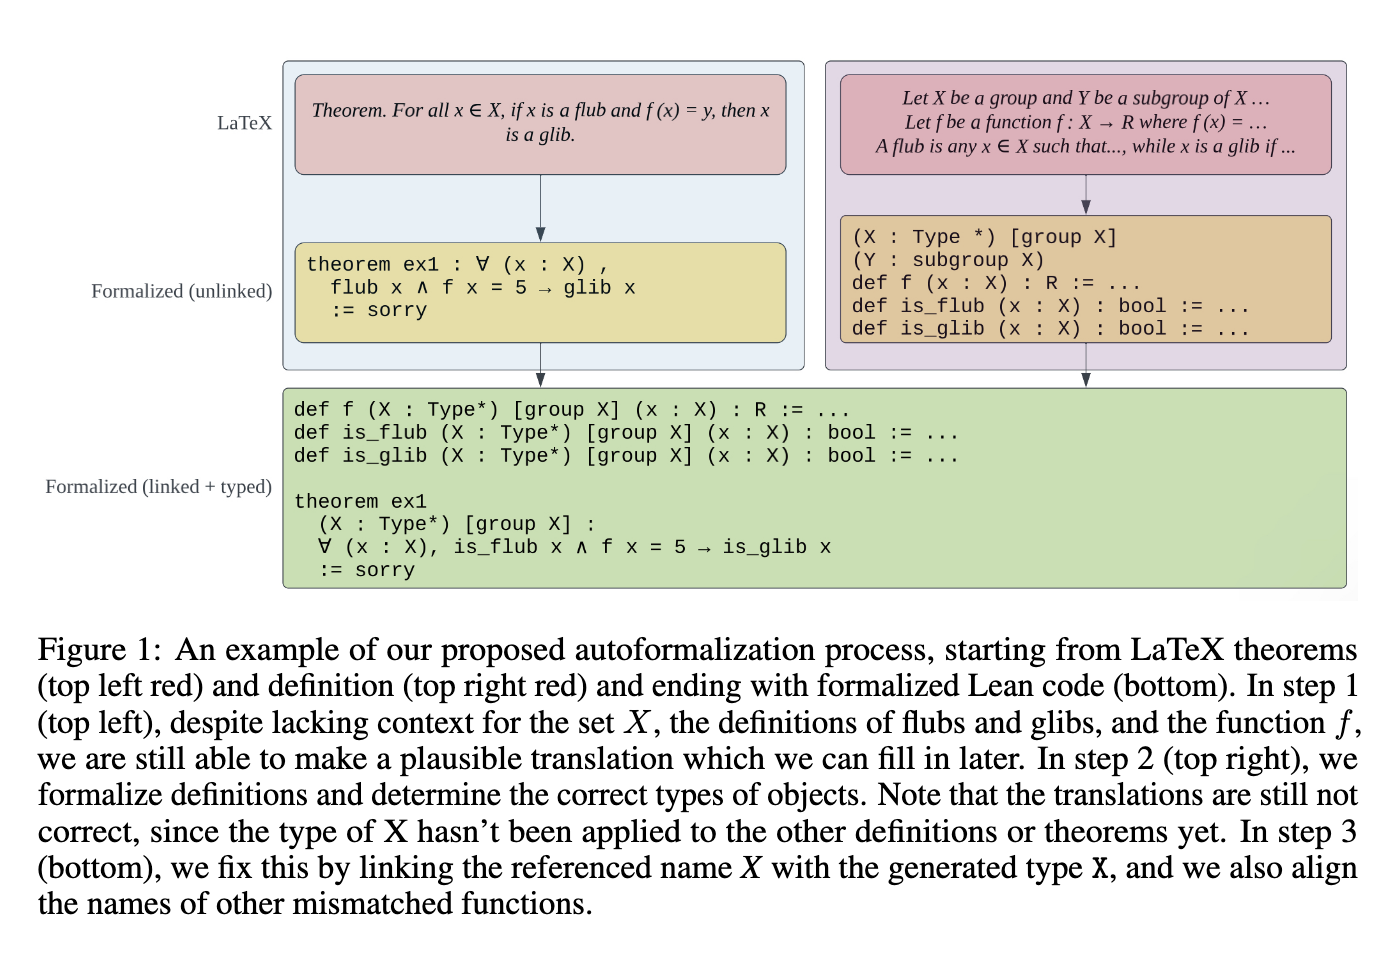 LaTeX
Theorem. For all x ∈ X, if x is a flub and f (x) = y, then x
is a glib.
Let X be a group and Y be a subgroup of X …
Let f be a function f : X → R where f (x) = …
A flub is any x ∈ X such that..., while x is a glib if ...
Formalized (unlinked)
theorem ex1 : ∀ (x : X) ,
  flub x ∧ f x = 5 → glib x
  := sorry
(X : Type *) [group X]
(Y : subgroup X)
def f (x : X) : R := ...
def is_flub (x : X) : bool := ...
def is_glib (x : X) : bool := ...
Formalized (linked + typed)
def f (X : Type*) [group X] (x : X) : R := ...
def is_flub (X : Type*) [group X] (x : X) : bool := ...
def is_glib (X : Type*) [group X] (x : X) : bool := ...
theorem ex1
  (X : Type*) [group X] :
  ∀ (x : X), is_flub x ∧ f x = 5 → is_glib x
  := sorry
Figure 1: An example of our proposed autoformalization process, starting from LaTeX theorems
(top left red) and definition (top right red) and ending with formalized Lean code (bottom). In step 1
(top left), despite lacking context for the set X, the definitions of flubs and glibs, and the function f,
we are still able to make a plausible translation which we can fill in later. In step 2 (top right), we
formalize definitions and determine the correct types of objects. Note that the translations are still not
correct, since the type of X hasn't been applied to the other definitions or theorems yet. In step 3
(bottom), we fix this by linking the referenced name X with the generated type X, and we also align
the names of other mismatched functions.